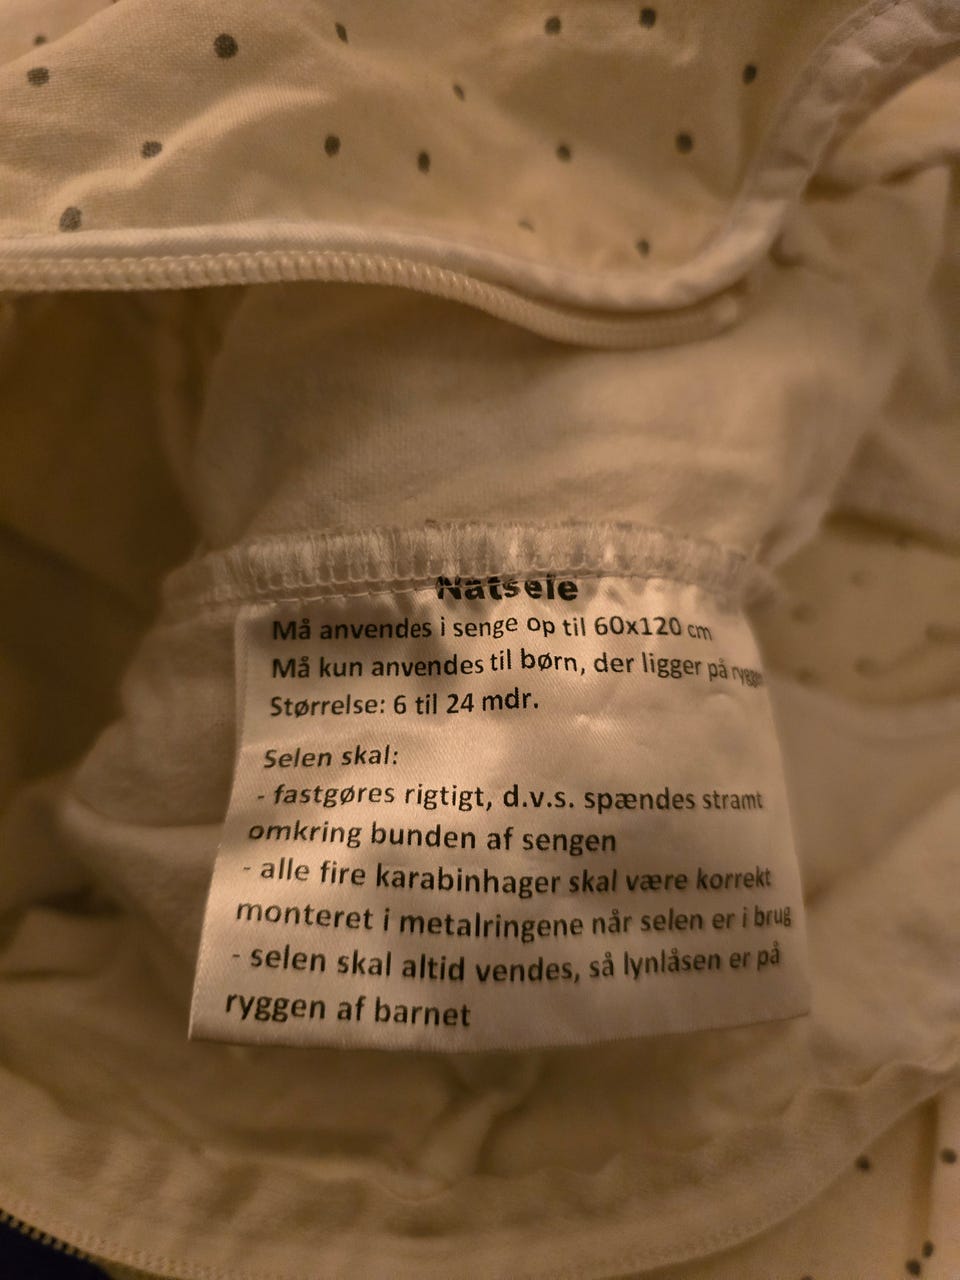 Natsele
Må anvendes i senge op til 60x120 cm
Må kun anvendes til børn, der ligger på ryggen
Størrelse: 6 til 24 mdr.
Selen skal:
- fastgøres rigtigt, d.v.s. spændes stramt
omkring bunden af sengen
- alle fire karabinhager skal være korrekt
monteret i metalringene når selen er i brug
- selen skal altid vendes, så lynlåsen er på
ryggen af barnet